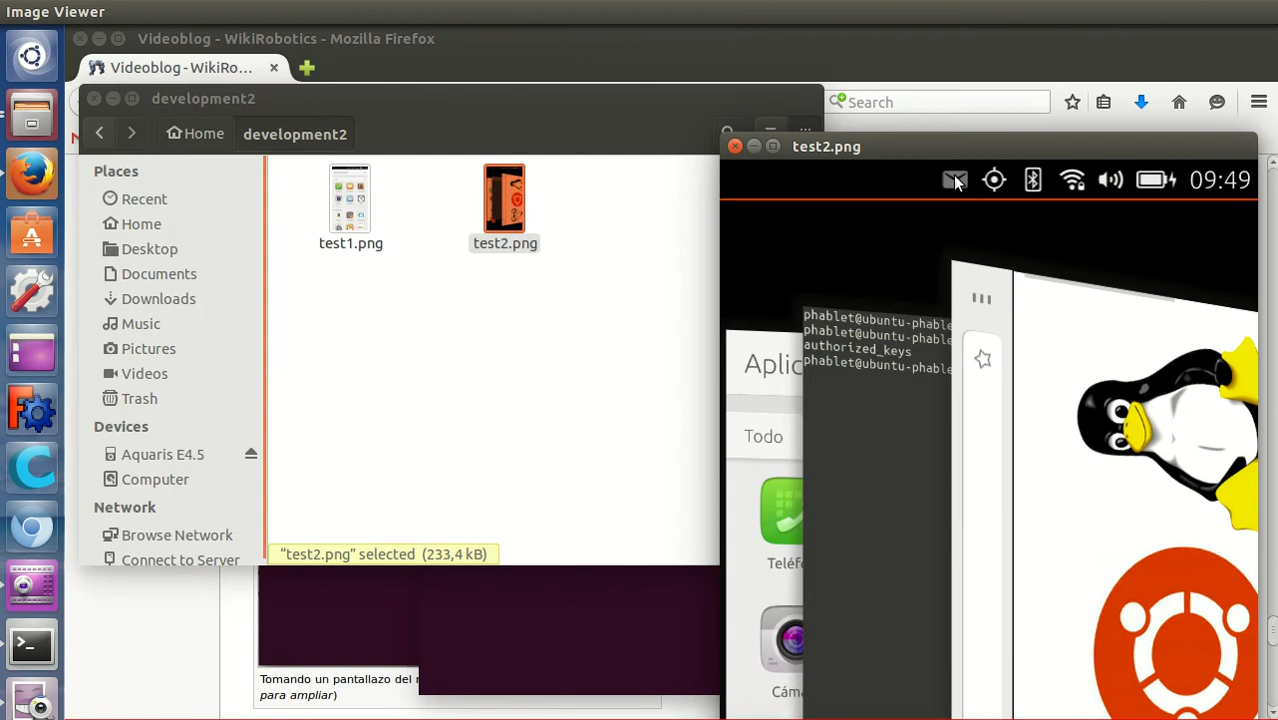 Image Viewer
Videoblog - WikiRobotics - Mozilla Firefox
Videoblog - WikiRo...
development2
Search
Home
development2
test2.png
Places
Recent
Home
Desktop
Documents
Downloads
Music
Pictures
Videos
Trash
Devices
Aquaris E4.5
Computer
Network
Browse Network
Connect to Server
test1.png
test2.png
"test2.png" selected (233,4 kB)
09:49
phablet@ubuntu-phable
phablet@ubuntu-phable
authorized_keys
phablet@ubuntu-phable
Aplic
Todo
Teléf
Cám
Tomando un pantallazo del
para ampliar)